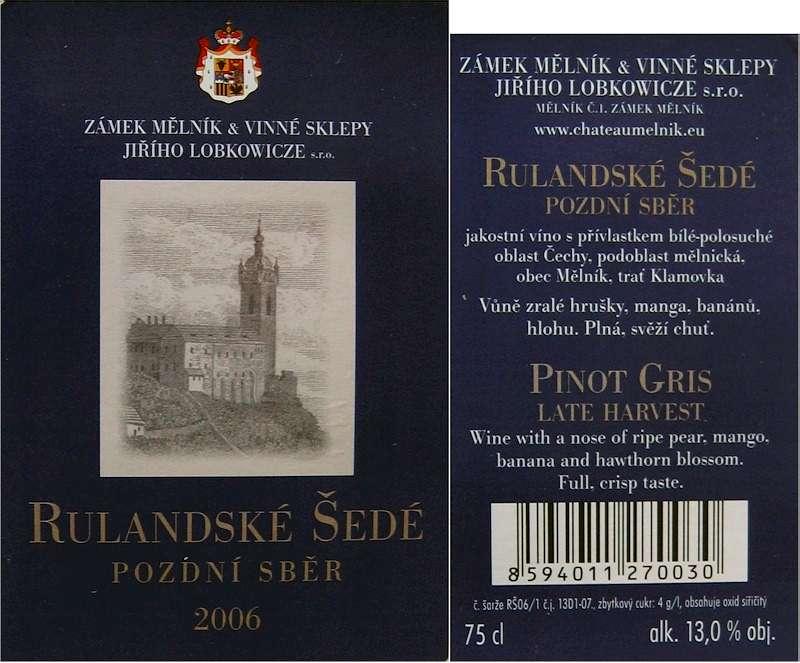 ZÁMEK MĚLNÍK & VINNÉ SKLEPY
JIŘÍHO LOBKOWICZE s.r.o.
RULANDSKÉ ŠEDÉ
POZDNÍ SBĚR
2006
ZÁMEK MĚLNÍK & VINNÉ SKLEPY
JIŘÍHO LOBKOWICZE s.r.o.
MĚLNÍK Č.1. ZÁMEK MĚLNÍK
www.chateaumelnik.eu
RULANDSKÉ ŠEDÉ
POZDNÍ SBĚR
jakostní víno s přívlastkem bílé-polosuché
oblast Čechy, podoblast mělnická,
obec Mělník, trať Klamovka
Vůně zralé hrušky, manga, banánů,
hlohu. Plná, svěží chuť.
PINOT GRIS
LATE HARVEST
Wine with a nose of ripe pear, mango,
banana and hawthorn blossom.
Full, crisp taste.
8 594011 270030
č. šarže RŠ06/1 č.j. 13D1-07, zbytkový cukr: 4 g/l, obsahuje oxid siřičitý
75 cl alk. 13,0 % obj.